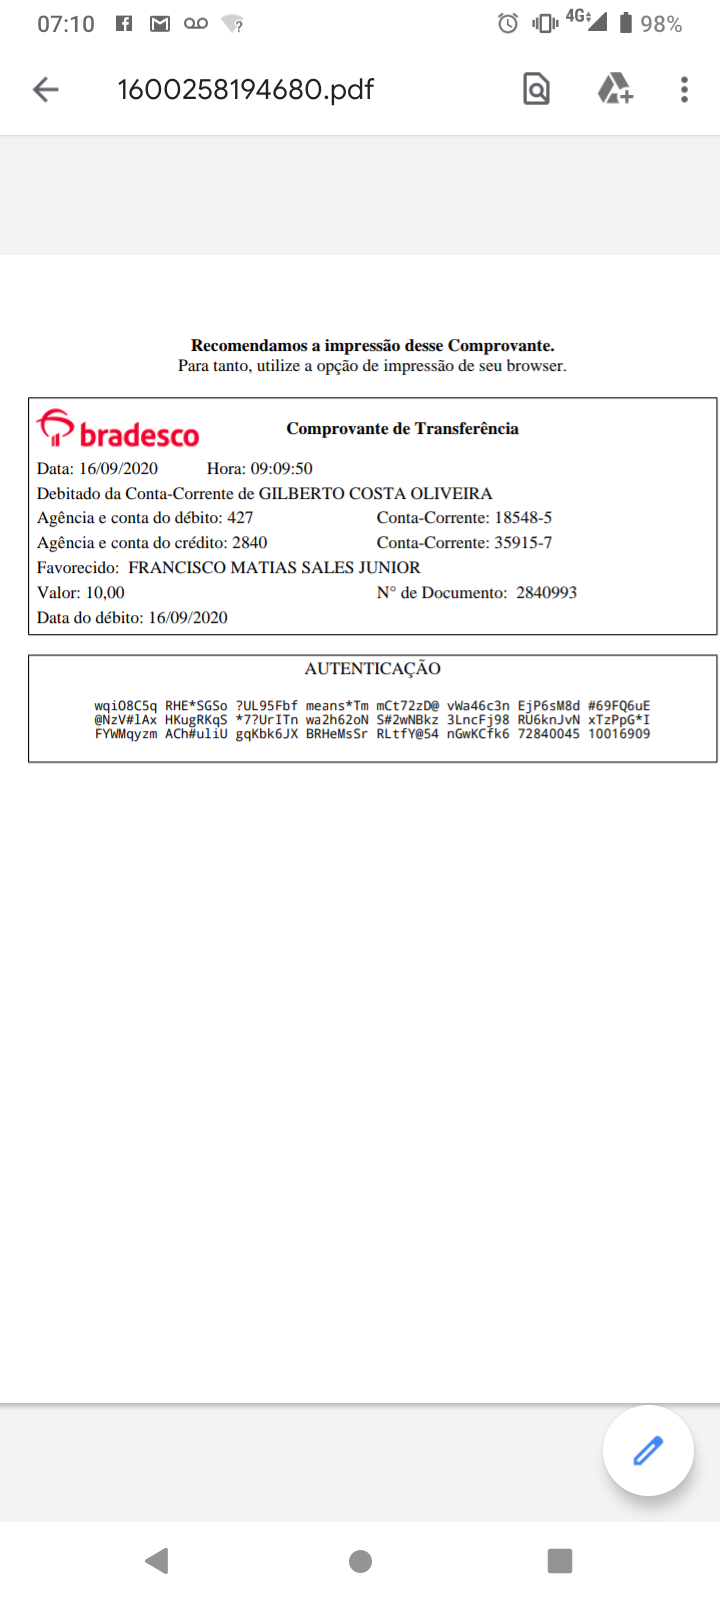 07:10 98%
4G
1600258194680.pdf
Recomendamos a impressão desse Comprovante.
Para tanto, utilize a opção de impressão de seu browser.
bradesco Comprovante de Transferência
Data: 16/09/2020 Hora: 09:09:50
Debitado da Conta-Corrente de GILBERTO COSTA OLIVEIRA
Agência e conta do débito: 427 Conta-Corrente: 18548-5
Agência e conta do crédito: 2840 Conta-Corrente: 35915-7
Favorecido: FRANCISCO MATIAS SALES JUNIOR
Valor: 10,00 N° de Documento: 2840993
Data do débito: 16/09/2020
AUTENTICAÇÃO
wqiO8C5q RHE*SGSo ?UL95Fbf means*Tm mCt72zD@ vWa46c3n EjP6sM8d #69FQ6uE
@NzV#lAx HKugRKqS *7?UrITn wa2h62oN S#2wNBkz 3LncFj98 RU6knJvN xTzPpG*I
FYWMqyzm ACh#uliU gqKbk6JX BRHeMsSr RLtfY@54 nGwKCfk6 72840045 10016909